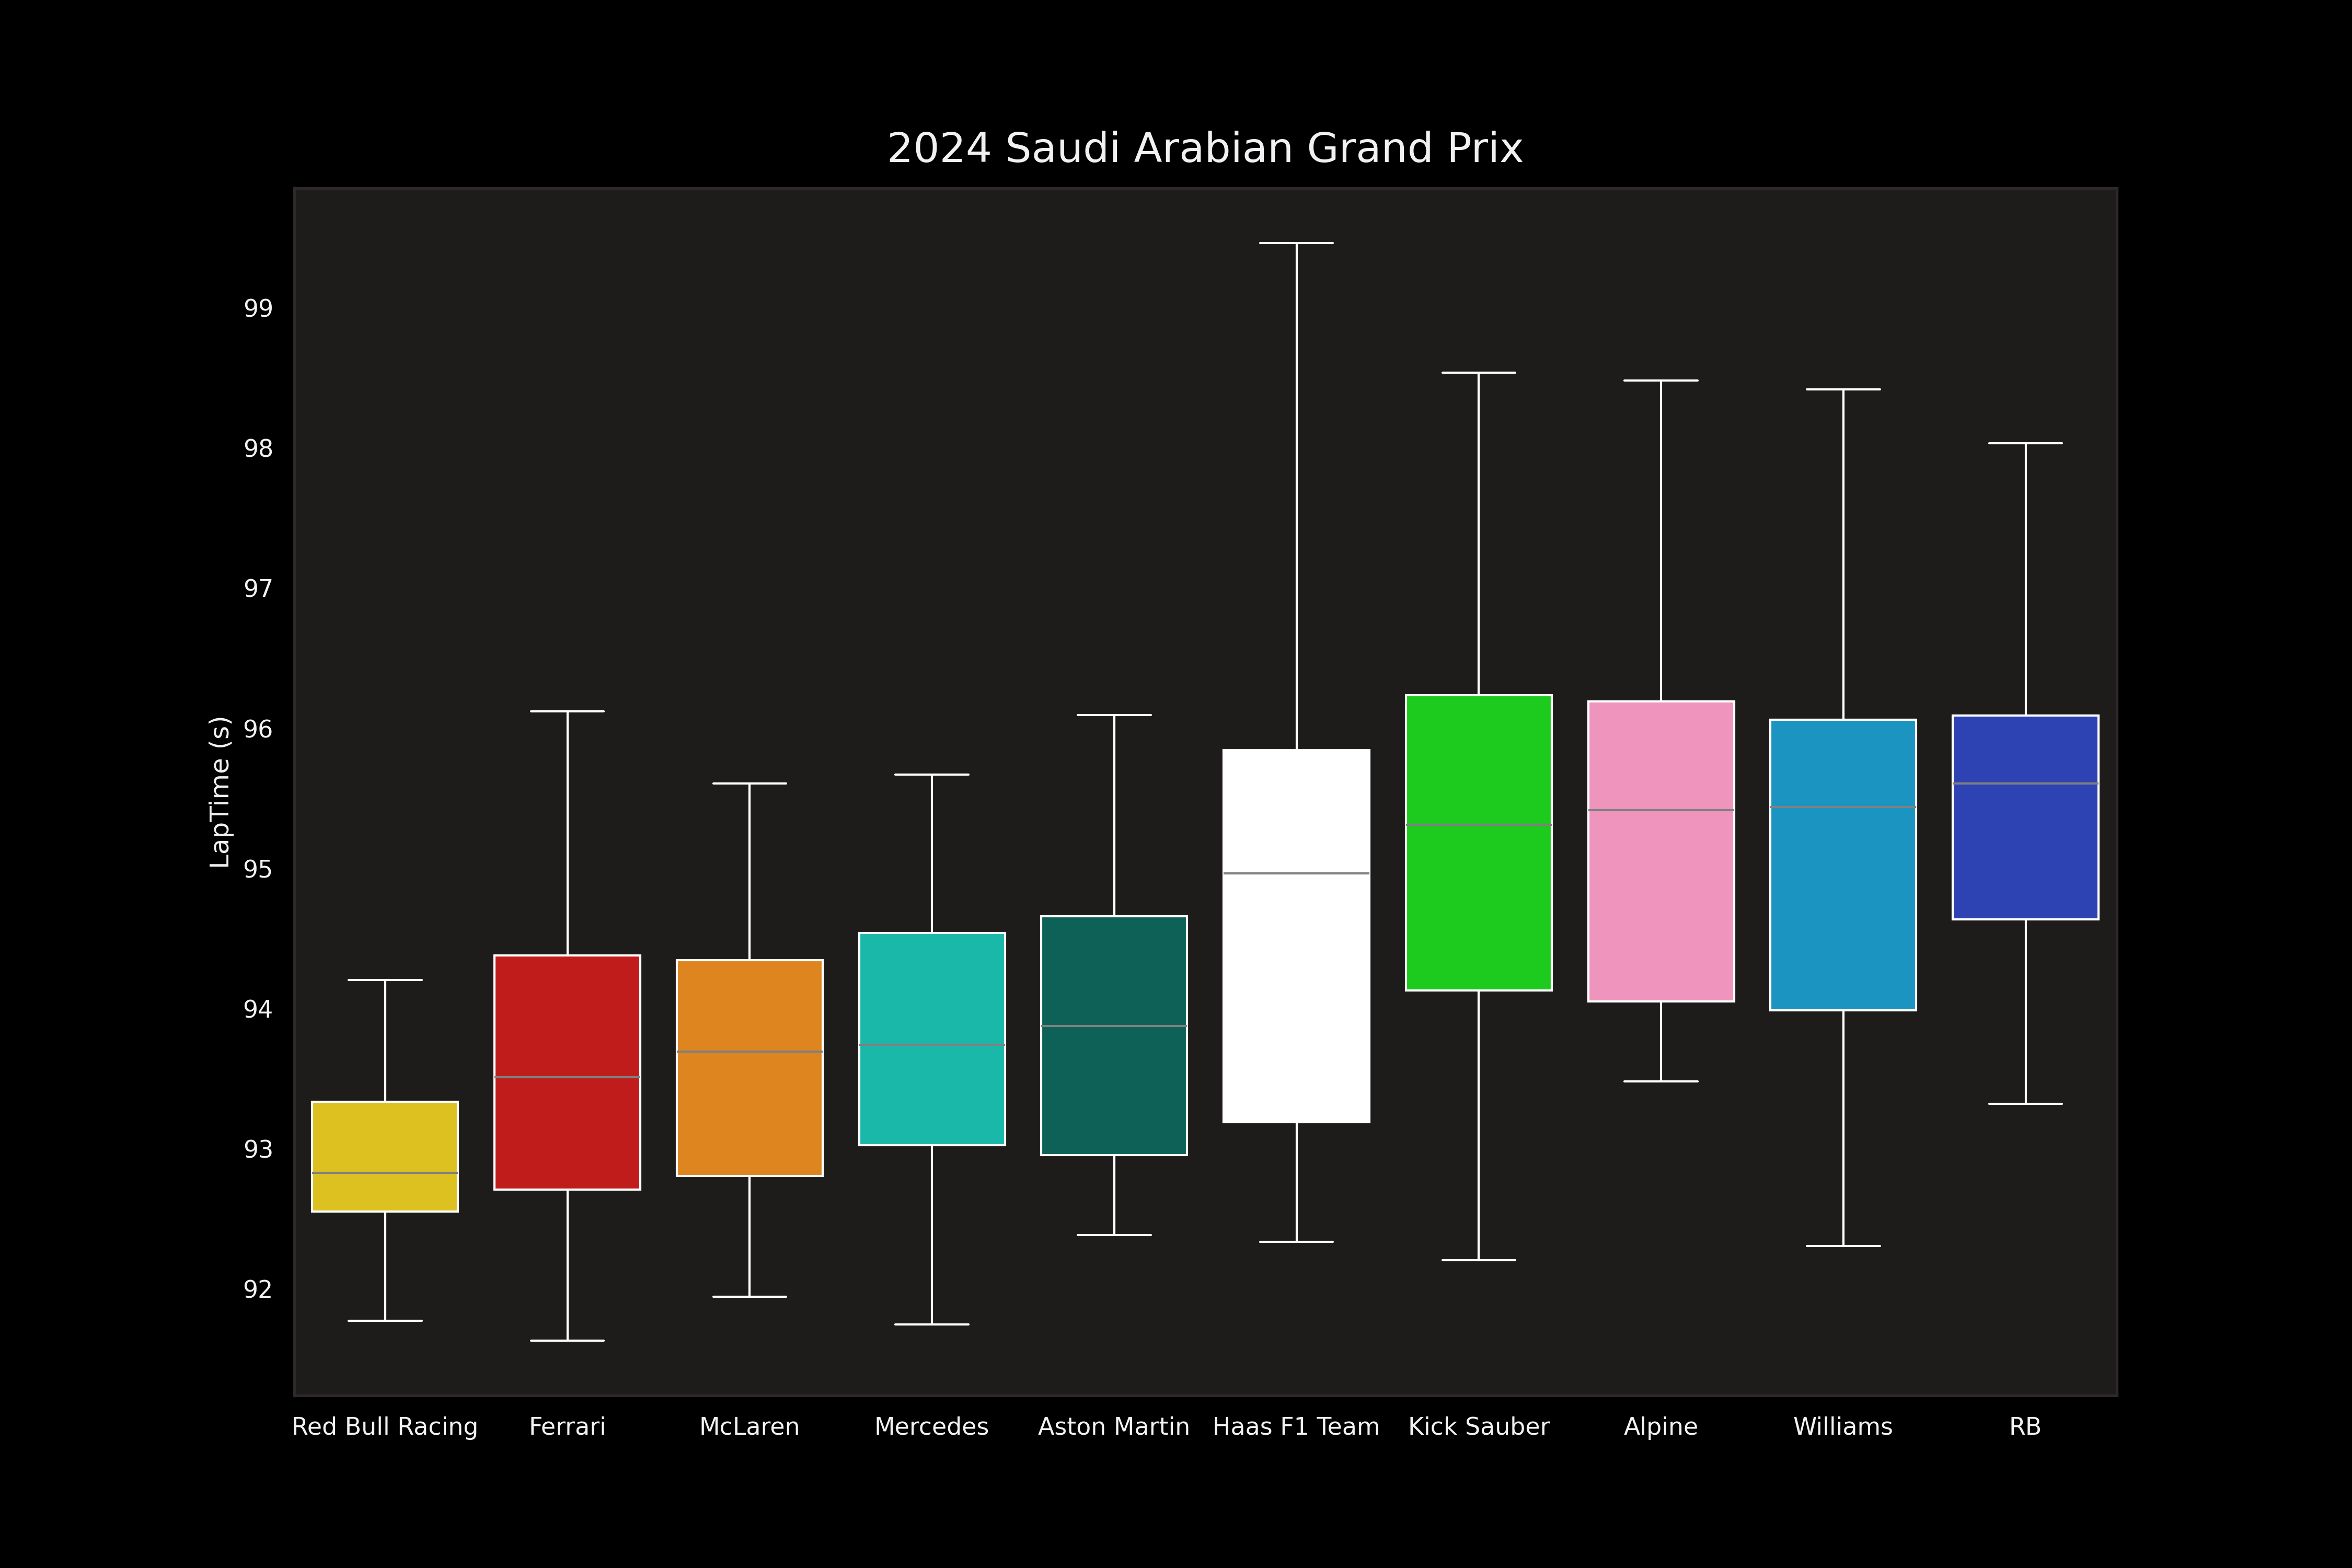 2024 Saudi Arabian Grand Prix
LapTime (s)
99
98
97
96
95
94
93
92
Red Bull Racing
Ferrari
McLaren
Mercedes
Aston Martin
Haas F1 Team
Kick Sauber
Alpine
Williams
RB